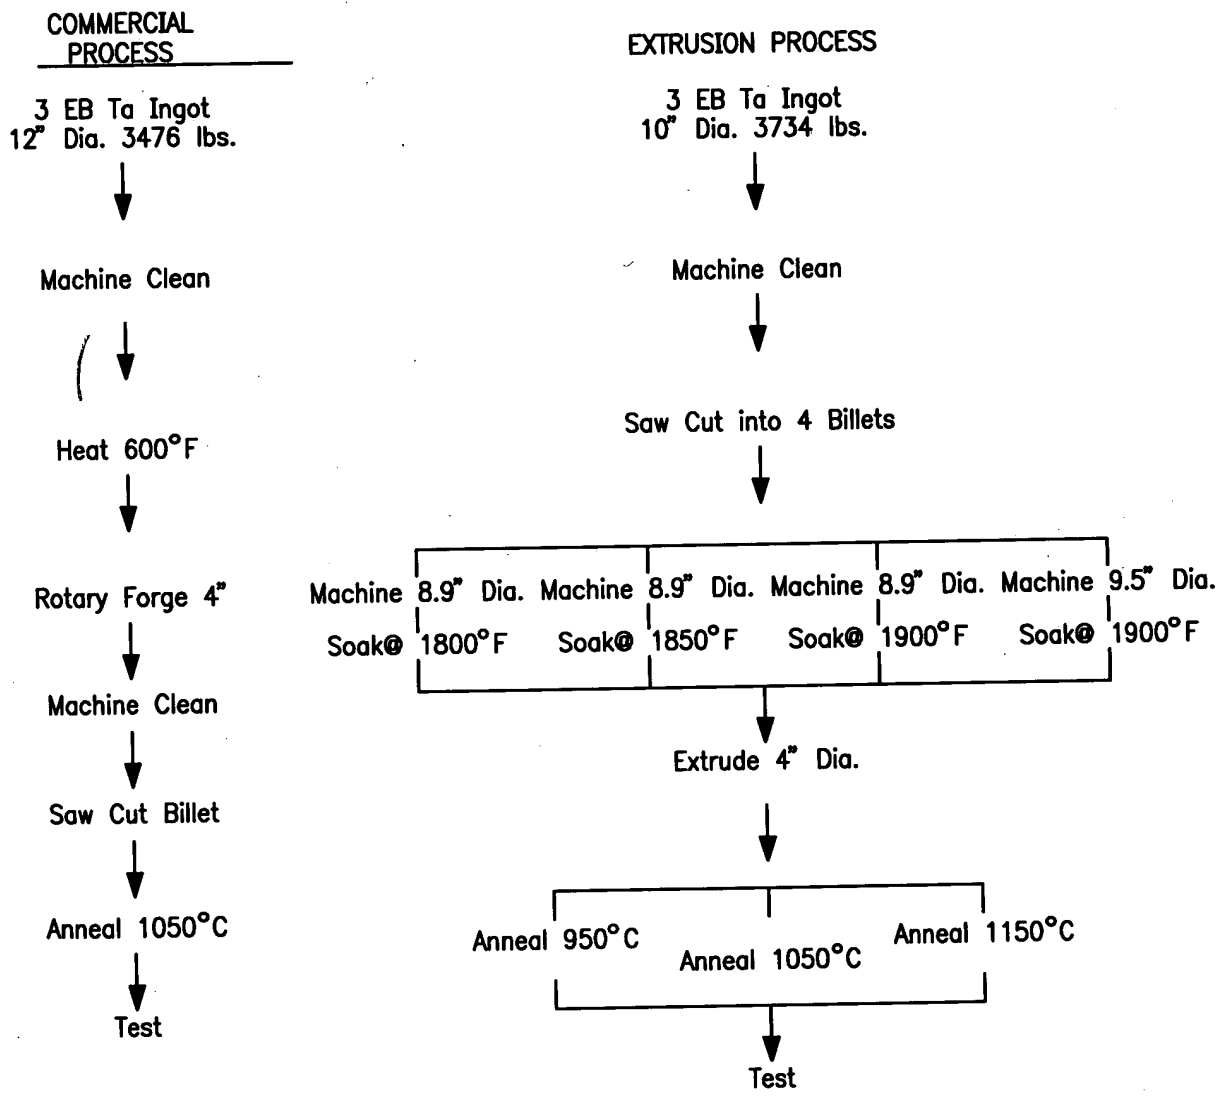 COMMERCIAL
PROCESS
3 EB Ta Ingot
12" Dia. 3476 lbs.
Machine Clean
Heat 600°F
Rotary Forge 4"
Machine Clean
Saw Cut Billet
Anneal 1050°C
Test
EXTRUSION PROCESS
3 EB Ta Ingot
10" Dia. 3734 lbs.
Machine Clean
Saw Cut into 4 Billets
Machine 8.9" Dia. Machine 8.9" Dia. Machine 8.9" Dia. Machine 9.5" Dia.
Soak@ 1800°F Soak@ 1850°F Soak@ 1900°F Soak@ 1900°F
Extrude 4" Dia.
Anneal 950°C Anneal 1050°C Anneal 1150°C
Test